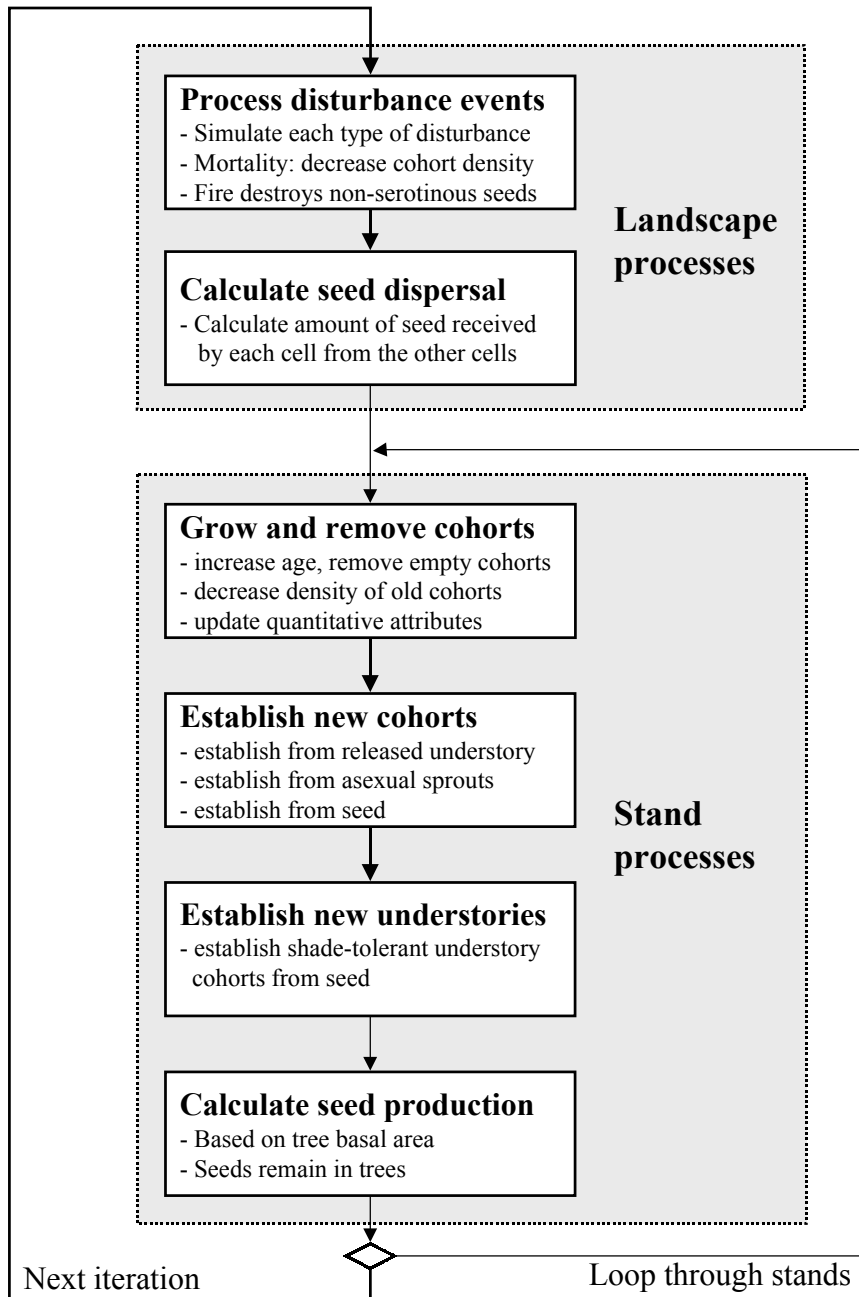 Process disturbance events
- Simulate each type of disturbance
- Mortality: decrease cohort density
- Fire destroys non-serotinous seeds
Landscape
processes
Calculate seed dispersal
- Calculate amount of seed received
by each cell from the other cells
Grow and remove cohorts
- increase age, remove empty cohorts
- decrease density of old cohorts
- update quantitative attributes
Establish new cohorts
- establish from released understory
- establish from asexual sprouts
- establish from seed
Stand
processes
Establish new understories
- establish shade-tolerant understory
cohorts from seed
Calculate seed production
- Based on tree basal area
- Seeds remain in trees
Next iteration
Loop through stands